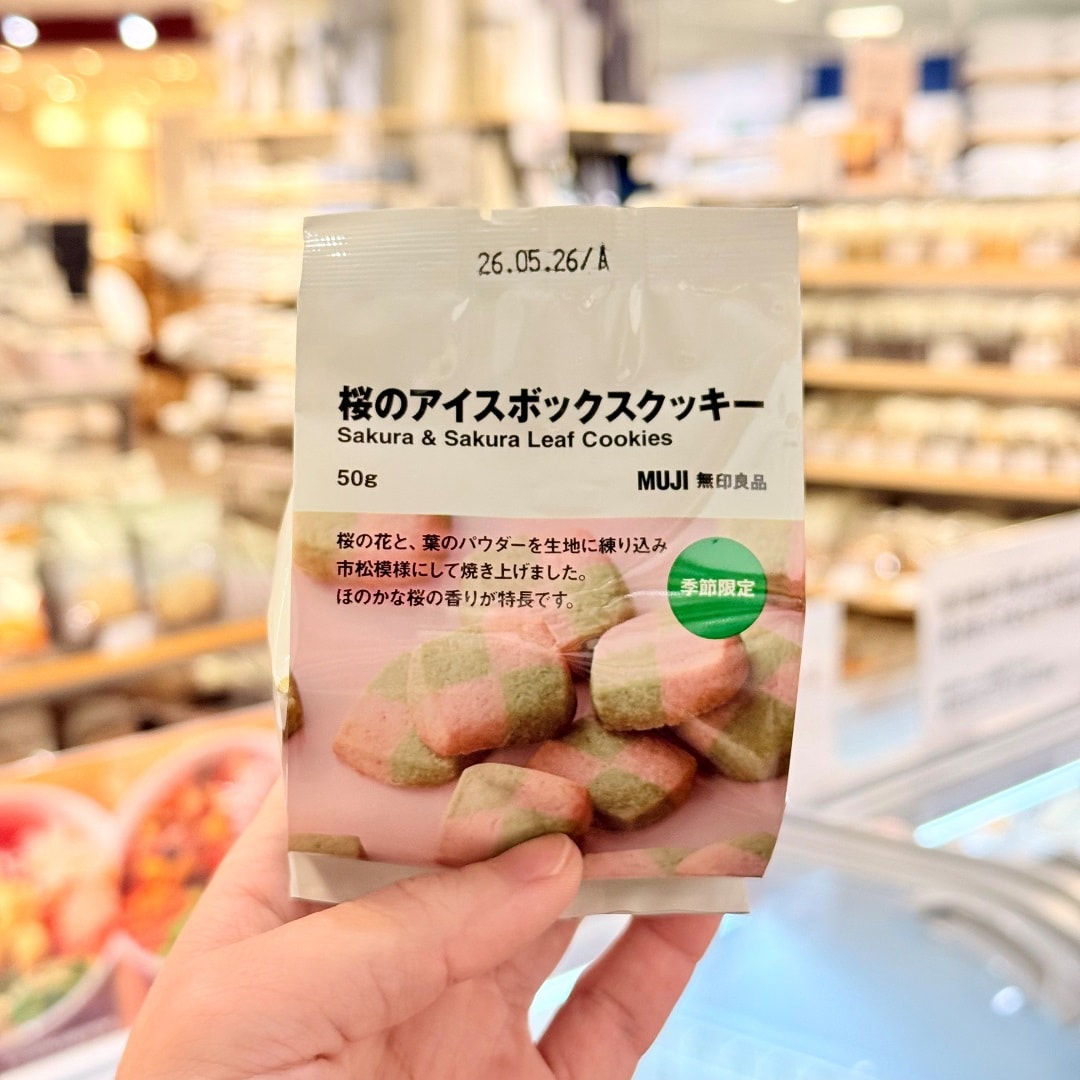 26.05.26/A
桜のアイスボックスクッキー
Sakura & Sakura Leaf Cookies
50g
MUJI 無印良品
桜の花と、葉のパウダーを生地に練り込み
市松模様にして焼き上げました。
ほのかな桜の香りが特長です。
季節限定